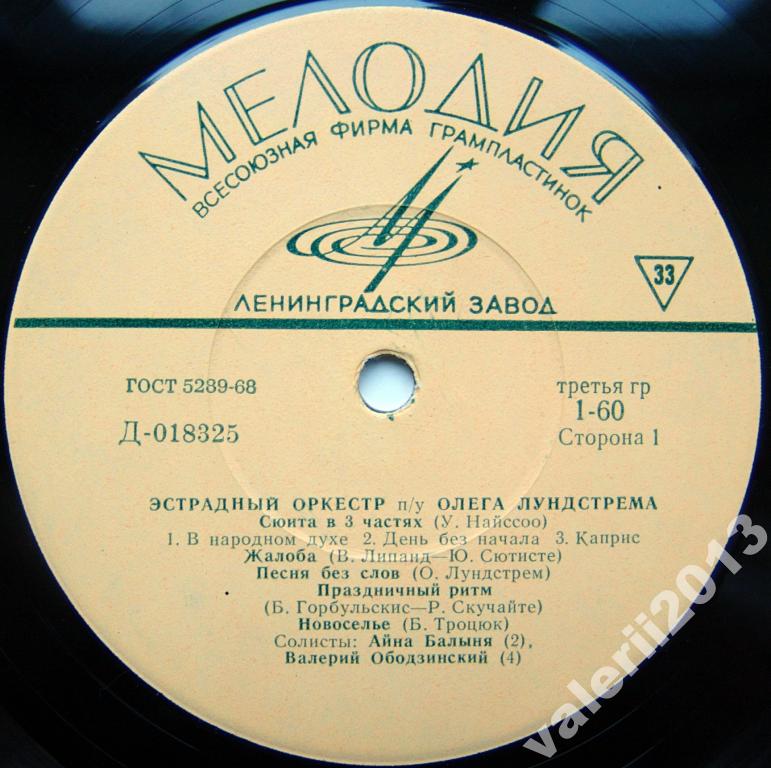 МЕЛОДИЯ
ВСЕСОЮЗНАЯ ФИРМА ГРАМПЛАСТИНОК
33
ЛЕНИНГРАДСКИЙ ЗАВОД
ГОСТ 5289-68
третья гр
1-60
Д-018325
Сторона 1
ЭСТРАДНЫЙ ОРКЕСТР п/у ОЛЕГА ЛУНДСТРЕМА
Сюита в 3 частях (У. Найссоо)
1. В народном духе 2. День без начала 3. Каприс
Жалоба (В. Липанд—Ю. Сютисте)
Песня без слов (О. Лундстрем)
Праздничный ритм
(Б. Горбульскис—Р. Скучайте)
Новоселье (Б. Троцюк)
Солисты: Айна Балыня (2),
Валерий Ободзинский (4)
valerii2013